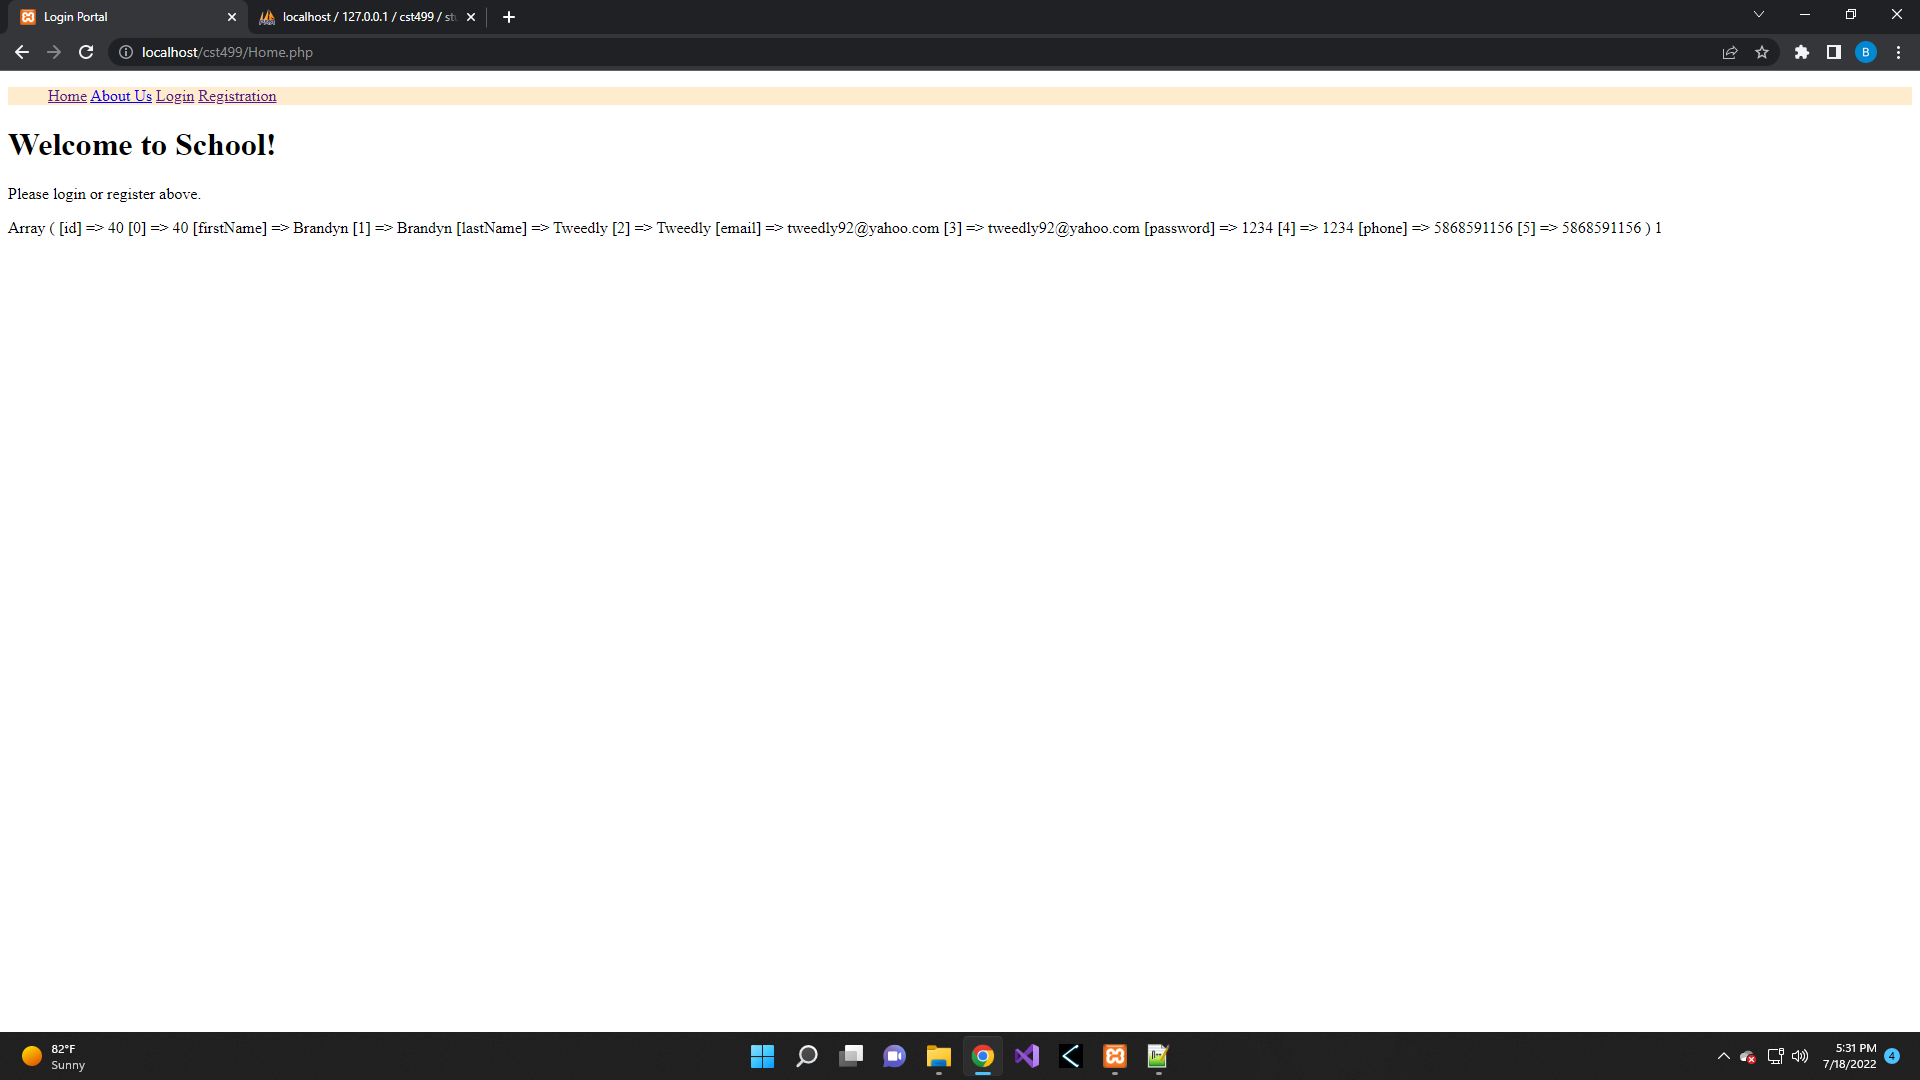 Login Portal
localhost / 127.0.0.1 / cst499 / stu
localhost/cst499/Home.php
B
Home About Us Login Registration
Welcome to School!
Please login or register above.
Array ( [id] => 40 [0] => 40 [firstName] => Brandyn [1] => Brandyn [lastName] => Tweedly [2] => Tweedly [email] => tweedly92@yahoo.com [3] => tweedly92@yahoo.com [password] => 1234 [4] => 1234 [phone] => 5868591156 [5] => 5868591156 ) 1
82°F
Sunny
5:31 PM
7/18/2022
4